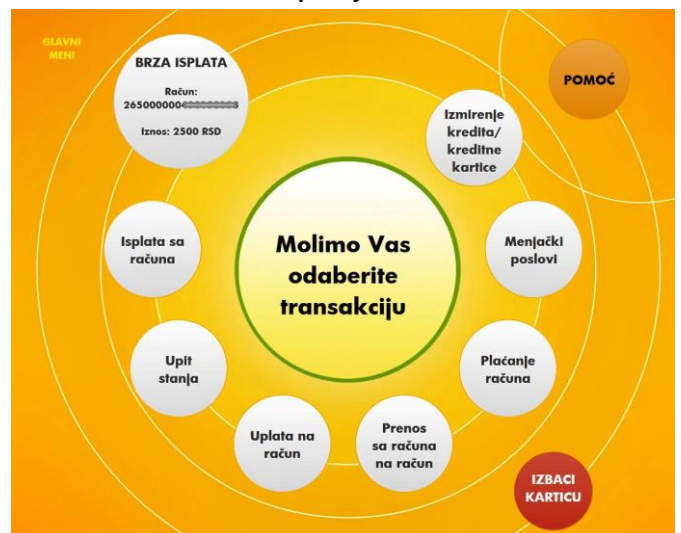 GLAVNI
MENI
BRZA ISPLATA
Račun:
265000004
Iznos: 2500 RSD
POMOĆ
Izmirenje
kredita/
kreditne
kartice
Isplata sa
računa
Molimo Vas
odaberite
transakciju
Menjački
poslovi
Upit
stanja
Plaćanje
računa
Uplata na
račun
Prenos
sa računa
na račun
IZBACI
KARTICU